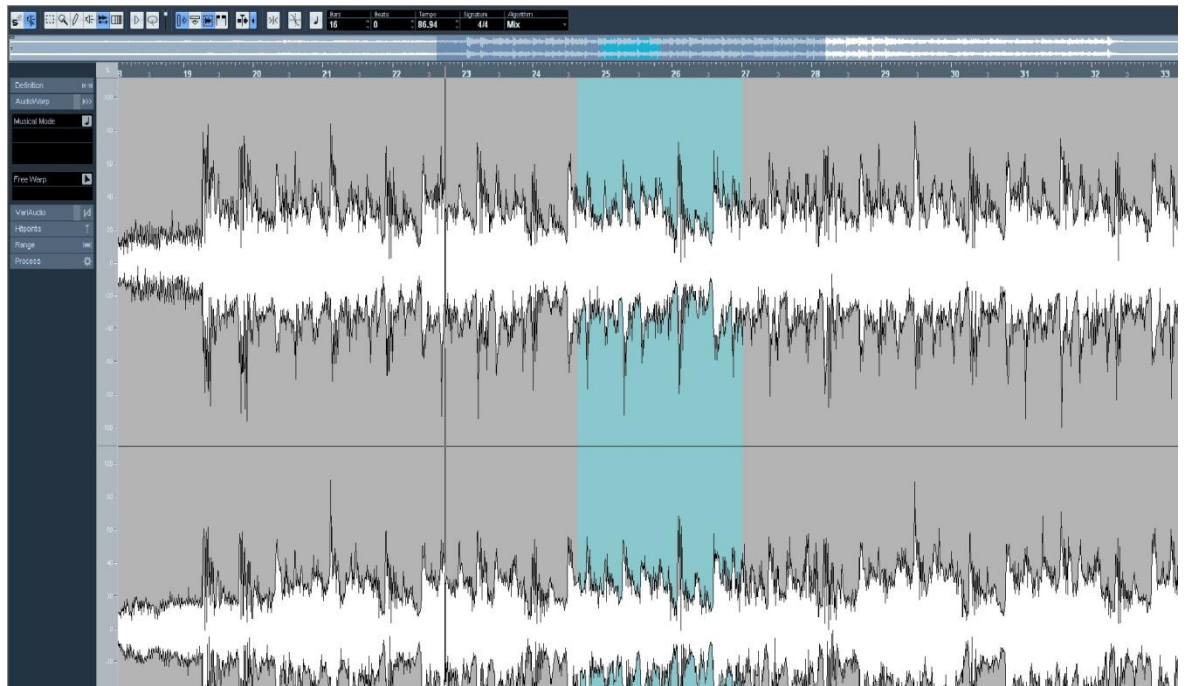 Bars Beats Tempo Signature Algorithm
16 0 86.94 4/4 Mix
19 20 21 22 23 24 25 26 27 28 29 30 31 32 33
Definition
AudioWarp
Musical Mode
Free Warp
VariAudio
Hitpoints
Range
Process